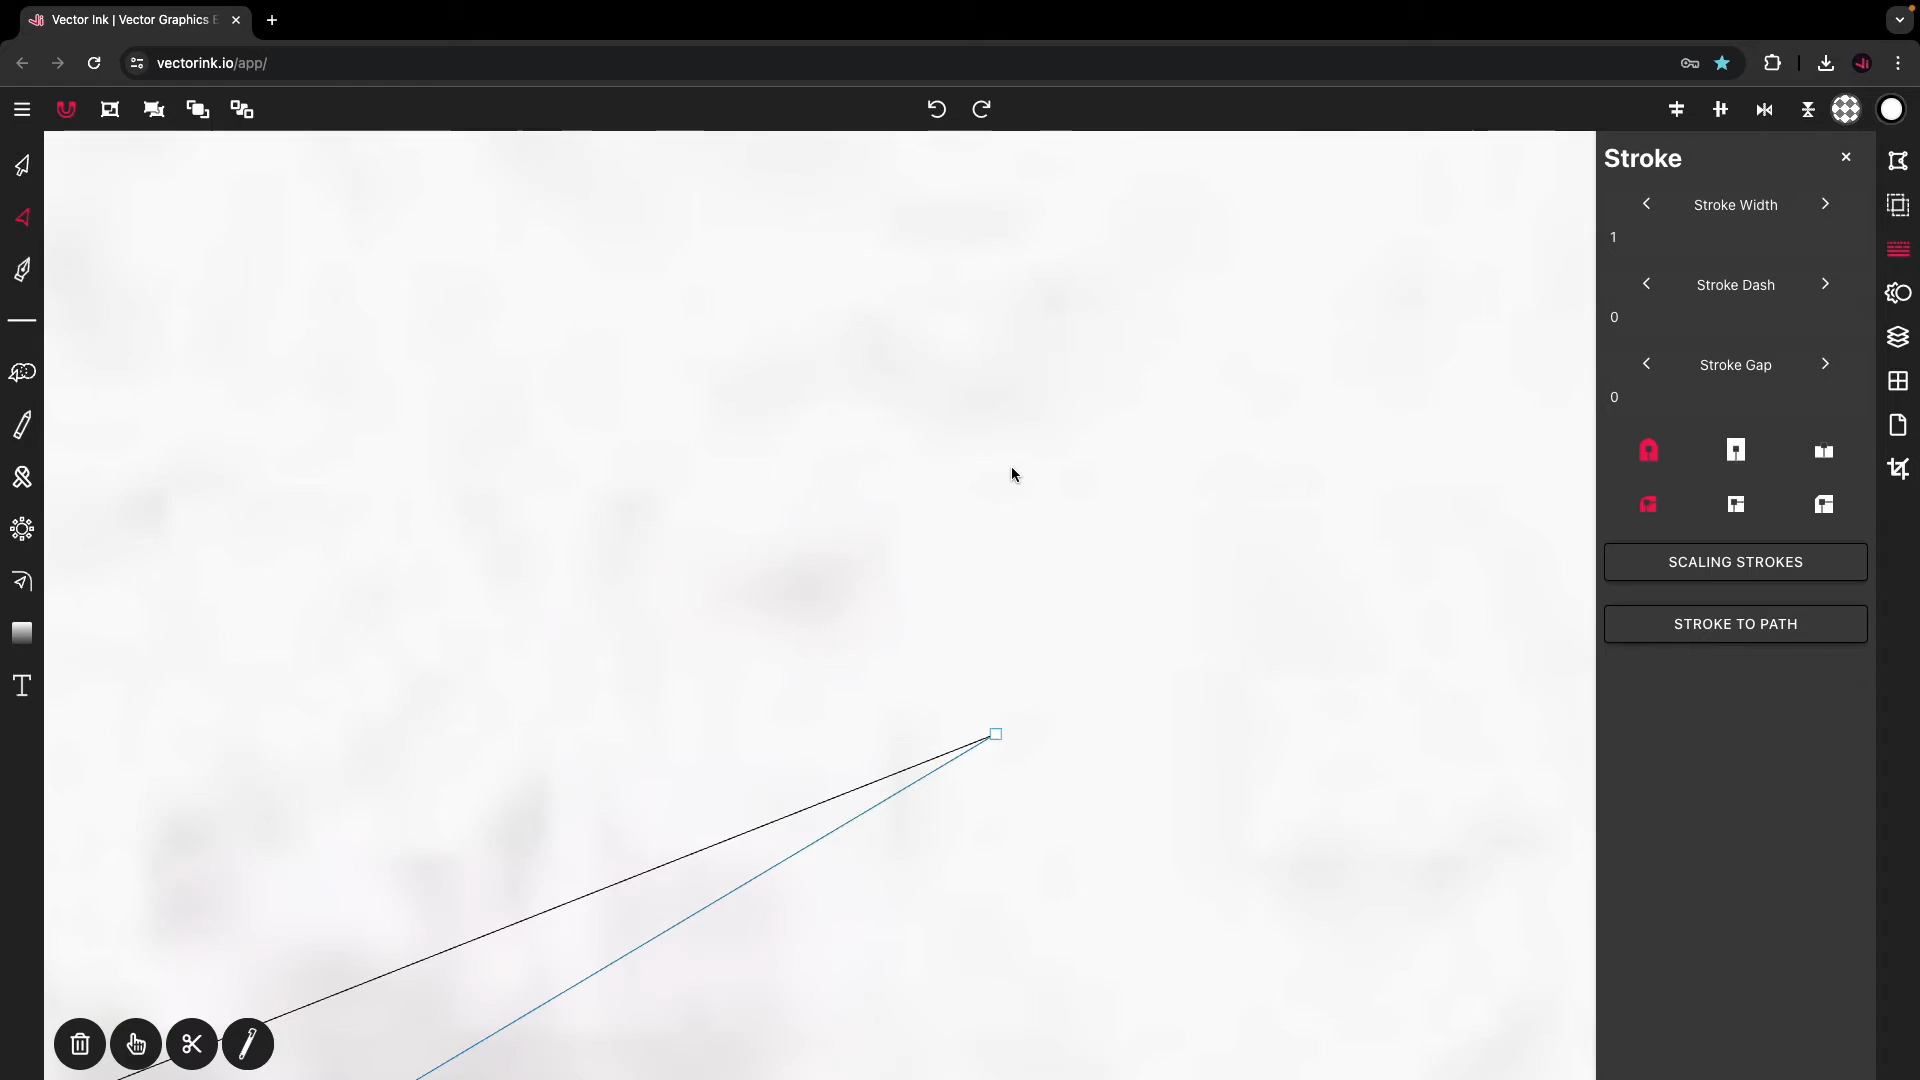 Vector Ink | Vector Graphics E
vectorink.io/app/
Stroke
Stroke Width
1
Stroke Dash
0
Stroke Gap
0
SCALING STROKES
STROKE TO PATH